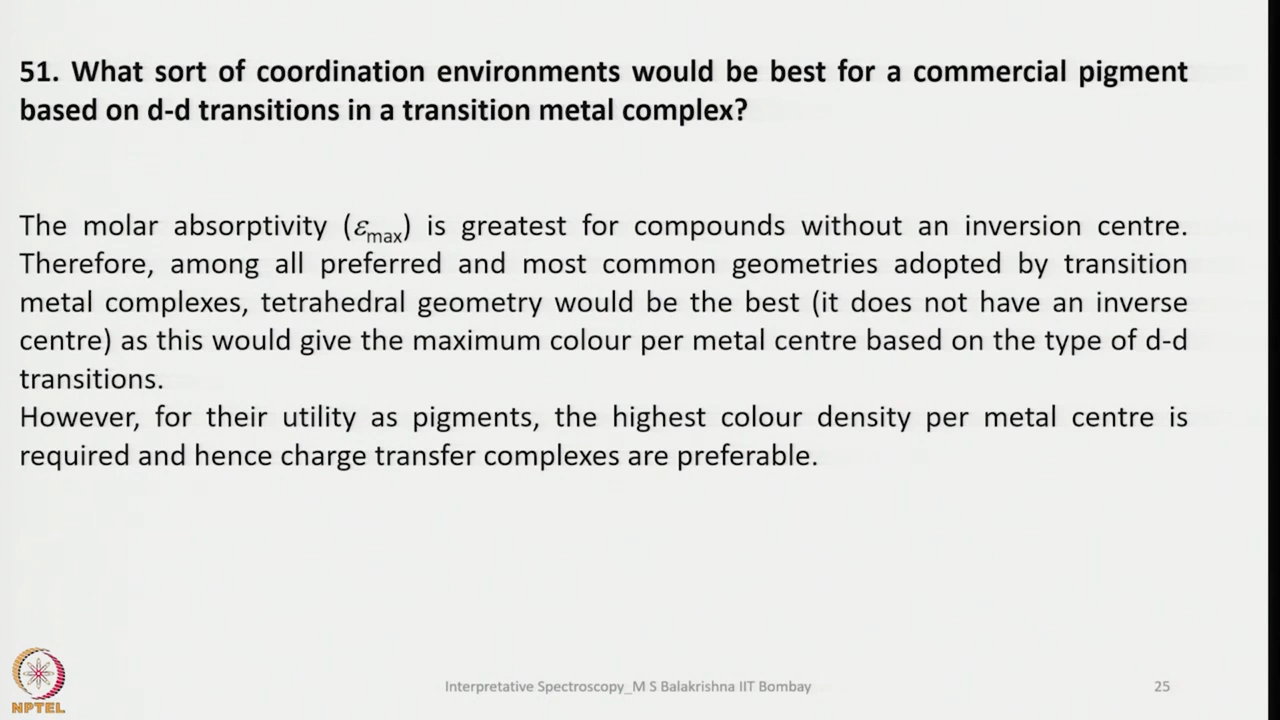 51. What sort of coordination environments would be best for a commercial pigment
based on d-d transitions in a transition metal complex?
The molar absorptivity (εmax) is greatest for compounds without an inversion centre.
Therefore, among all preferred and most common geometries adopted by transition
metal complexes, tetrahedral geometry would be the best (it does not have an inverse
centre) as this would give the maximum colour per metal centre based on the type of d-d
transitions.
However, for their utility as pigments, the highest colour density per metal centre is
required and hence charge transfer complexes are preferable.
NPTEL
Interpretative Spectroscopy_M S Balakrishna IIT Bombay
25